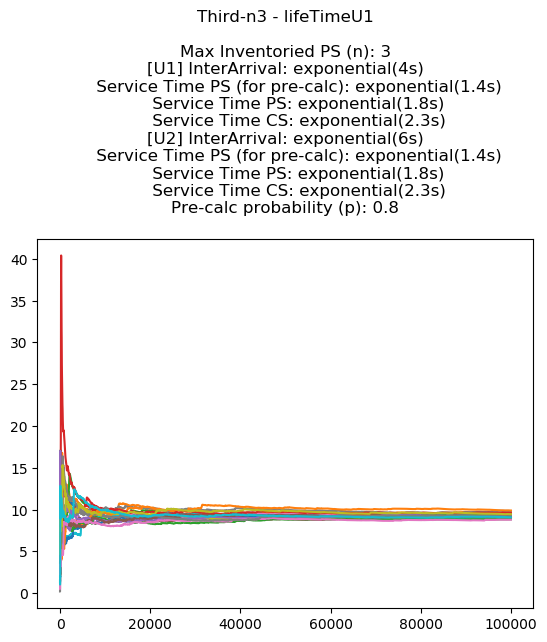 Third-n3 - lifeTimeU1
Max Inventoried PS (n): 3
[U1] InterArrival: exponential(4s)
Service Time PS (for pre-calc): exponential(1.4s)
Service Time PS: exponential(1.8s)
Service Time CS: exponential(2.3s)
[U2] InterArrival: exponential(6s)
Service Time PS (for pre-calc): exponential(1.4s)
Service Time PS: exponential(1.8s)
Service Time CS: exponential(2.3s)
Pre-calc probability (p): 0.8
40
35
30
25
20
15
10
5
0
0 20000 40000 60000 80000 100000